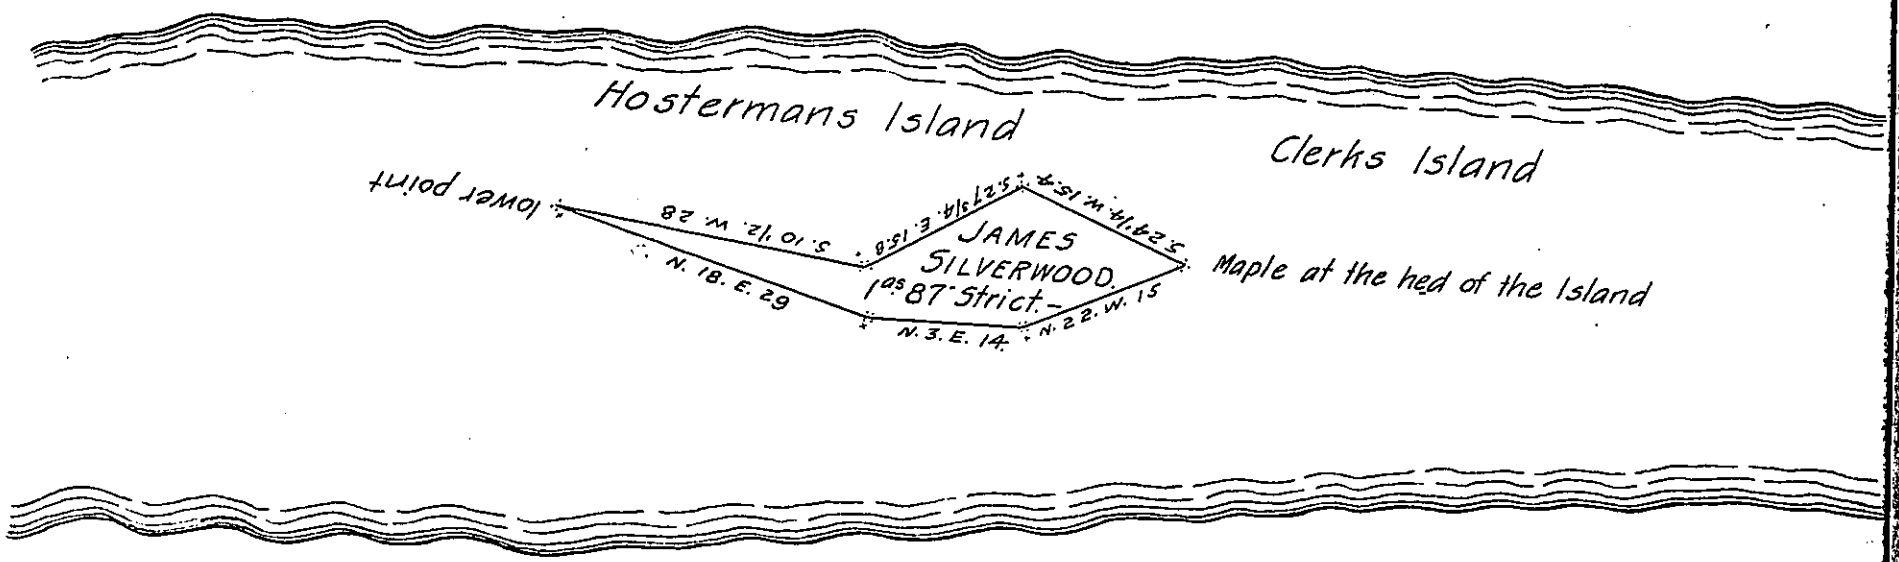 Hostermans Island
Clerks Island
lower point
S. 10 1/2. W. 28
S. 27 3/4. E. 15.8
S. 24 1/4. W. 15.4
JAMES
SILVERWOOD.
1as. 87 Strict.-
Maple at the hed of the Island
N. 18. E. 29
N. 3. E. 14.
N. 22. W. 15